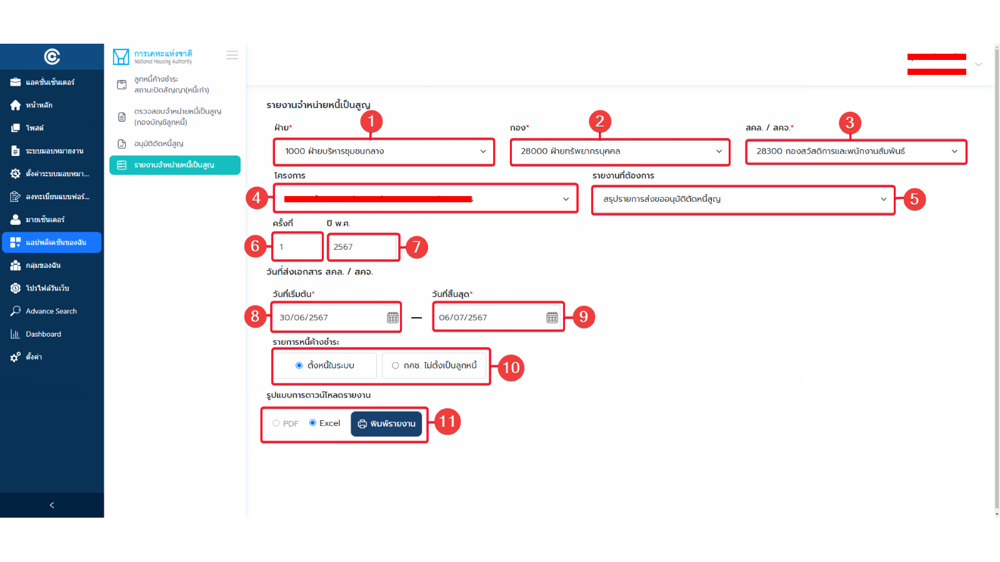 การเคหะแห่งชาติ
National Housing Authority
แอคชั่นเซ็นเตอร์
หน้าหลัก
โพสต์
ระบบมอบหมายงาน
ตั้งค่าระบบมอบหมา...
ลงทะเบียนแบบฟอร์...
มายเซ็นเตอร์
แอปพลิเคชันของฉัน
กลุ่มของฉัน
โปรไฟล์วันเว็บ
Advance Search
Dashboard
ตั้งค่า
ลูกหนี้ค้างชำระ
สถานะปิดสัญญา(หนี้เก่า)
ตรวจสอบจำหน่ายหนี้เป็นสูญ
(กองบัญชีลูกหนี้)
อนุมัติตัดหนี้สูญ
รายงานจำหน่ายหนี้เป็นสูญ
รายงานจำหน่ายหนี้เป็นสูญ
1
2
3
ฝ่าย*
กอง*
สคล. / สคจ.*
1000 ฝ่ายบริหารชุมชนกลาง
28000 ฝ่ายทรัพยากรบุคคล
28300 กองสวัสดิการและพนักงานสัมพันธ์
โครงการ
รายงานที่ต้องการ
4
สรุปรายการส่งขออนุมัติตัดหนี้สูญ
5
ครั้งที่
ปี พ.ศ.
6
1
2567
7
วันที่ส่งเอกสาร สคล. / สคจ.
วันที่เริ่มต้น*
วันที่สิ้นสุด*
8
30/06/2567
—
06/07/2567
9
รายการหนี้ค้างชำระ
ตั้งหนี้ในระบบ
กคช. ไม่ตั้งเป็นลูกหนี้
10
รูปแบบการดาวน์โหลดรายงาน
PDF
Excel
พิมพ์รายงาน
11